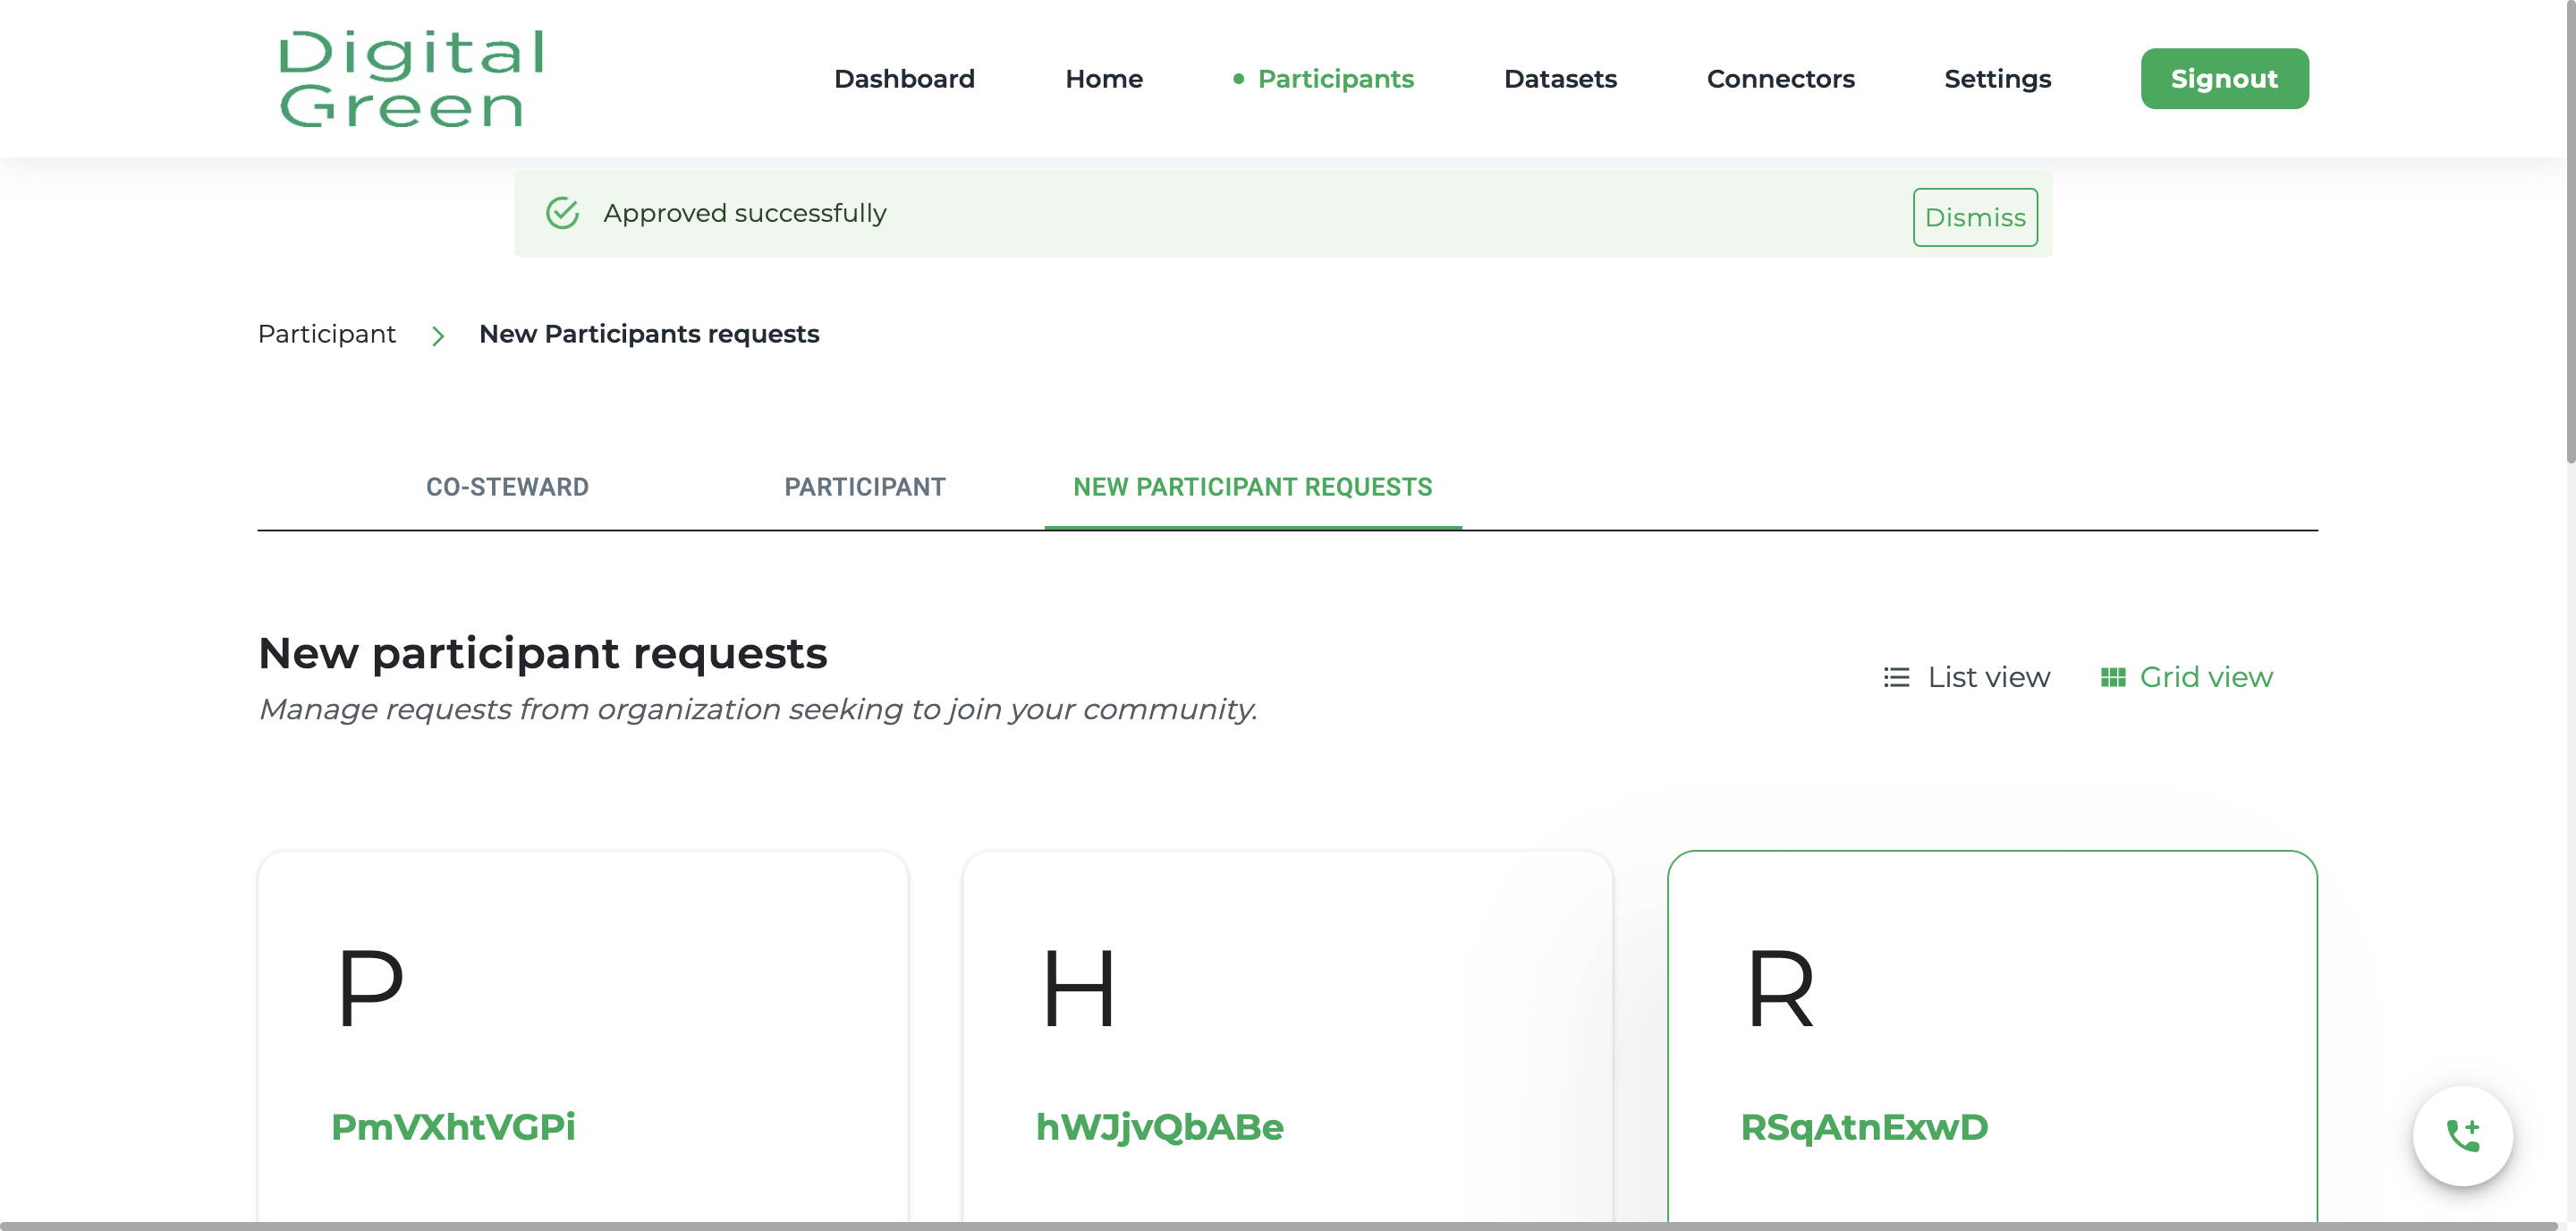 Digital
Green
Dashboard
Home
Participants
Datasets
Connectors
Settings
Signout
Approved successfully
Dismiss
Participant
New Participants requests
CO-STEWARD
PARTICIPANT
NEW PARTICIPANT REQUESTS
New participant requests
Manage requests from organization seeking to join your community.
List view
Grid view
P
H
R
PmVXhtVGPi
hWJjvQbABe
RSqAtnExwD